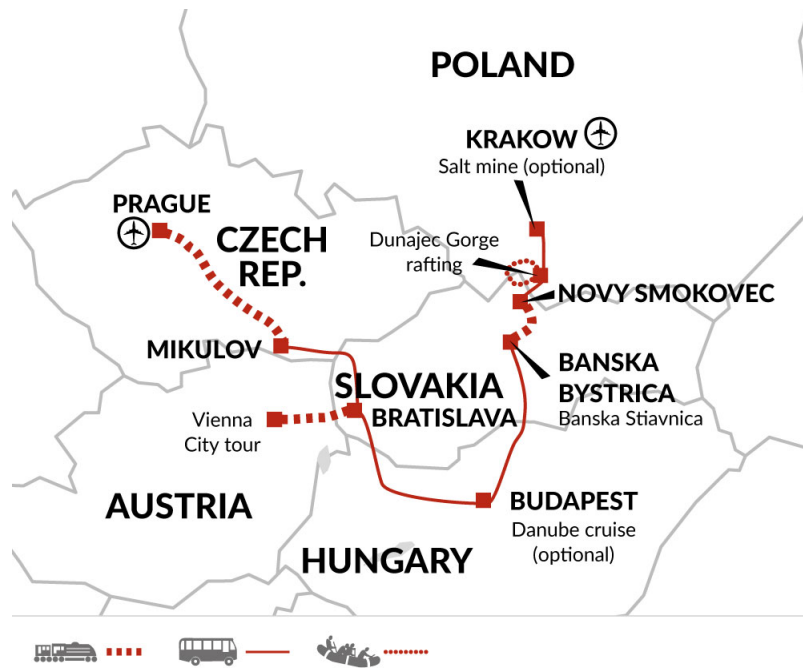 POLAND
KRAKOW
Salt mine (optional)
PRAGUE
CZECH
REP.
Dunajec Gorge
rafting
NOVY SMOKOVEC
MIKULOV
SLOVAKIA
BRATISLAVA
BANSKA
BYSTRICA
Banska Stiavnica
Vienna
City tour
AUSTRIA
BUDAPEST
Danube cruise
(optional)
HUNGARY